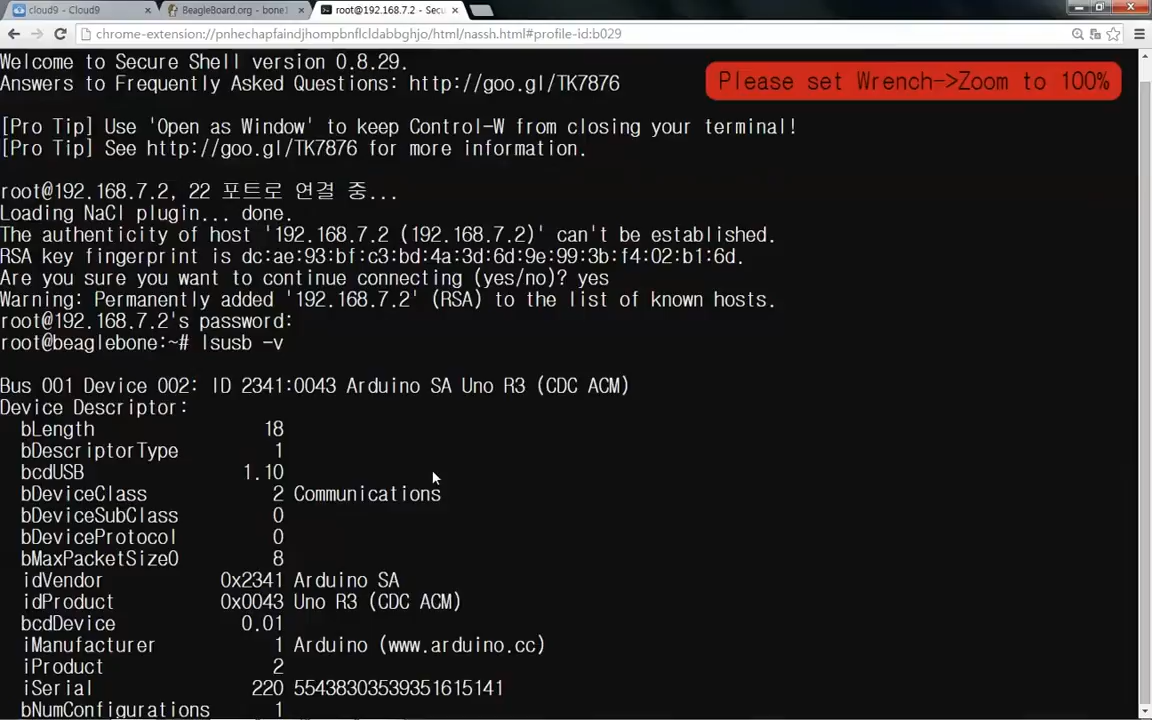 cloud9 - Cloud9
BeagleBoard.org - bone1
root@192.168.7.2 - Secu
chrome-extension://pnhechapfaindjhompbnflcldabbghjo/html/nassh.html#profile-id:b029
Welcome to Secure Shell version 0.8.29.
Answers to Frequently Asked Questions: http://goo.gl/TK7876
Please set Wrench->Zoom to 100%
[Pro Tip] Use 'Open as Window' to keep Control-W from closing your terminal!
[Pro Tip] See http://goo.gl/TK7876 for more information.
root@192.168.7.2, 22 포트로 연결 중...
Loading NaCl plugin... done.
The authenticity of host '192.168.7.2 (192.168.7.2)' can't be established.
RSA key fingerprint is dc:ae:93:bf:c3:bd:4a:3d:6d:9e:99:3b:f4:02:b1:6d.
Are you sure you want to continue connecting (yes/no)? yes
Warning: Permanently added '192.168.7.2' (RSA) to the list of known hosts.
root@192.168.7.2's password:
root@beaglebone:~# lsusb -v
Bus 001 Device 002: ID 2341:0043 Arduino SA Uno R3 (CDC ACM)
Device Descriptor:
bLength 18
bDescriptorType 1
bcdUSB 1.10
bDeviceClass 2 Communications
bDeviceSubClass 0
bDeviceProtocol 0
bMaxPacketSize0 8
idVendor 0x2341 Arduino SA
idProduct 0x0043 Uno R3 (CDC ACM)
bcdDevice 0.01
iManufacturer 1 Arduino (www.arduino.cc)
iProduct 2
iSerial 220 55438303539351615141
bNumConfigurations 1